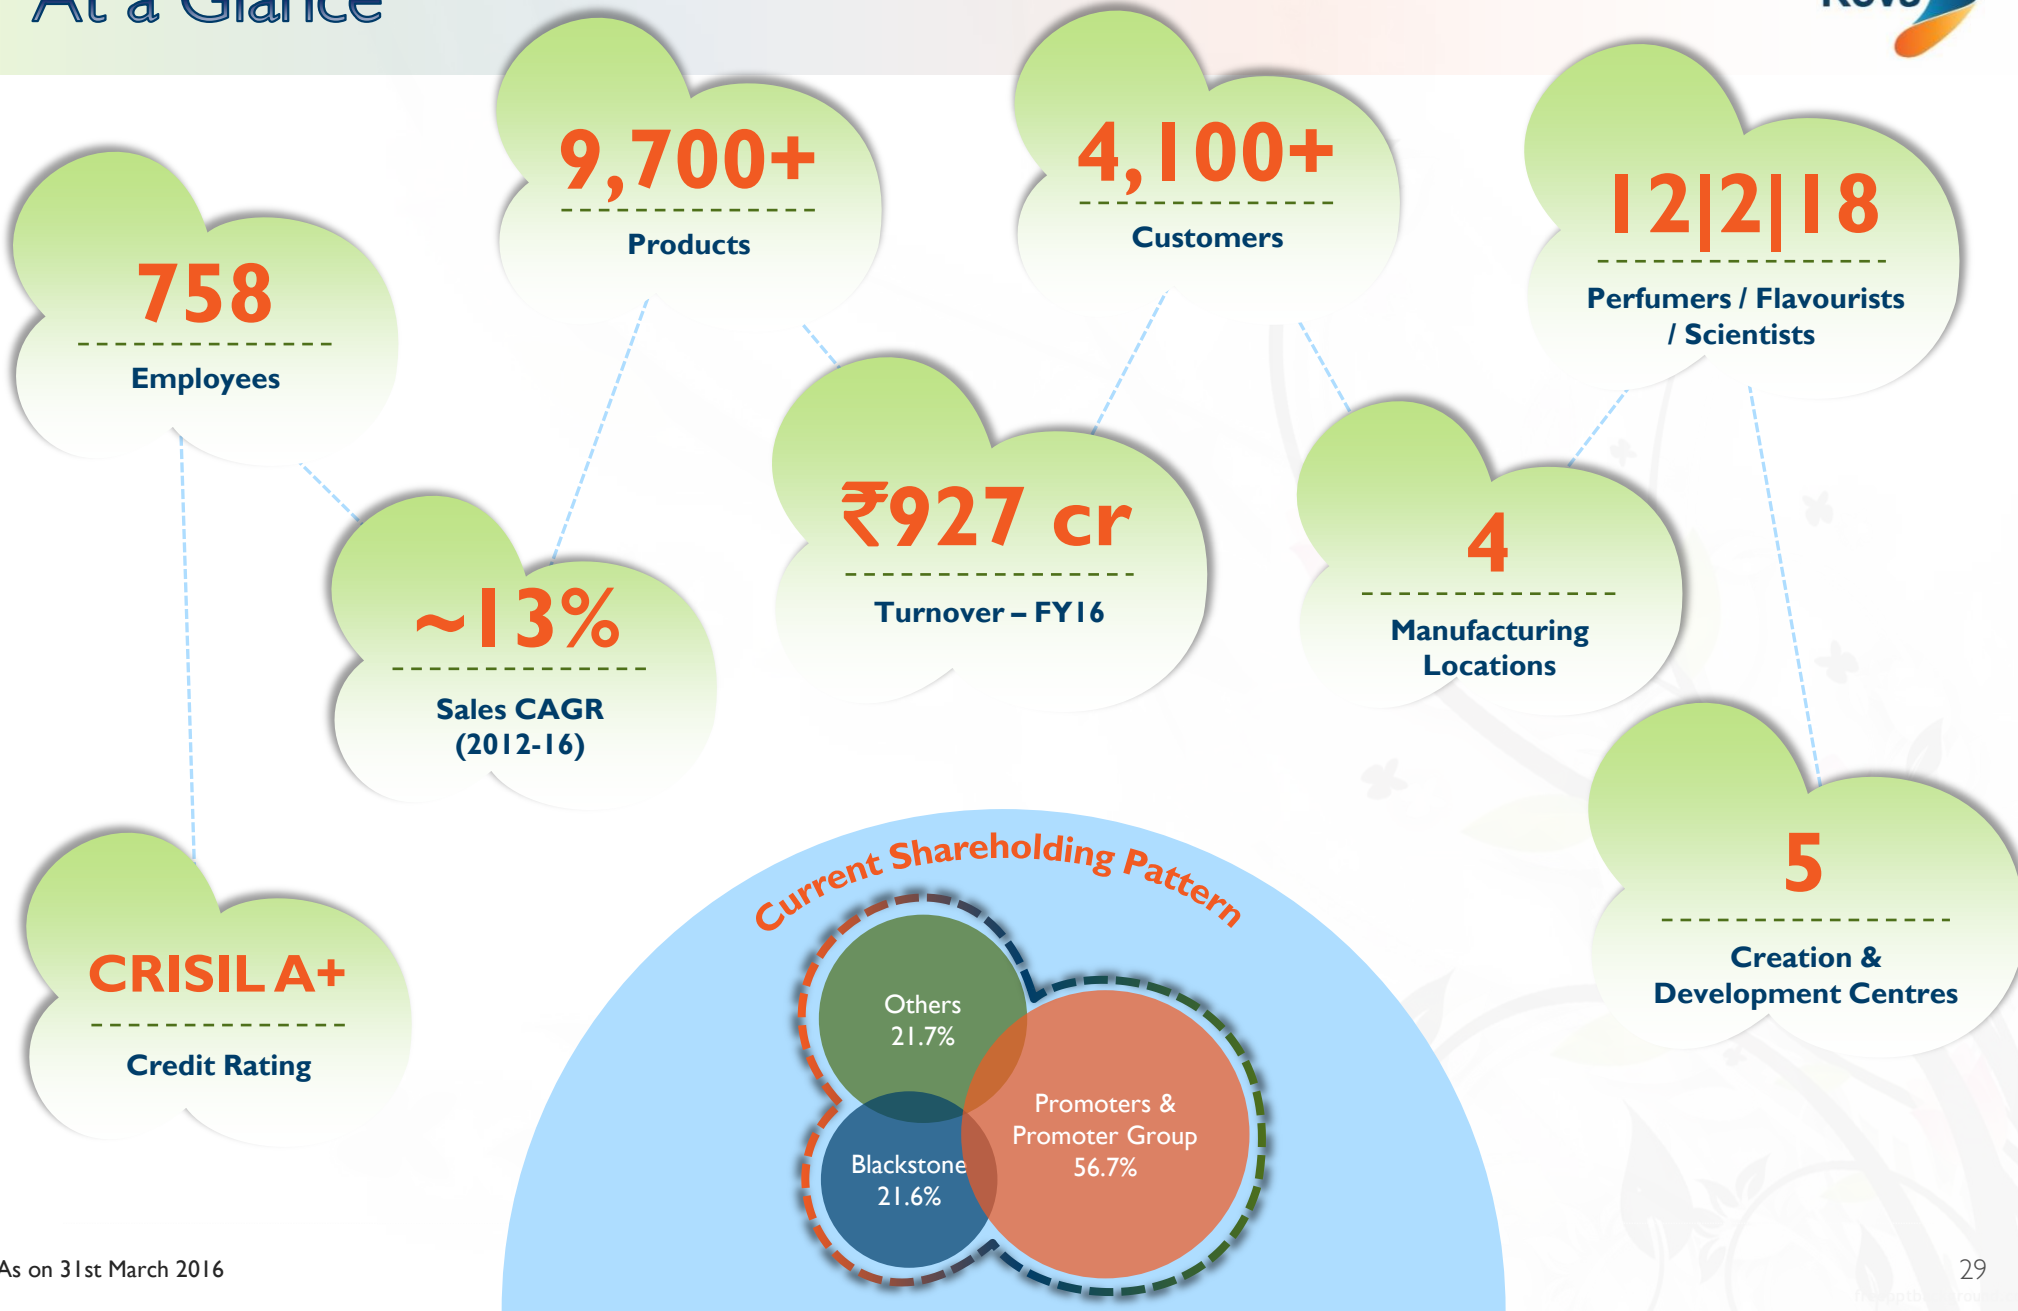 At a Glance
9,700+
Products
4,100+
Customers
12|2|18
Perfumers / Flavourists
/ Scientists
758
Employees
₹927 cr
Turnover – FY16
4
Manufacturing
Locations
~13%
Sales CAGR
(2012-16)
5
Creation &
Development Centres
CRISIL A+
Credit Rating
Current Shareholding Pattern
Others
21.7%
Promoters &
Promoter Group
56.7%
Blackstone
21.6%
As on 31st March 2016
29